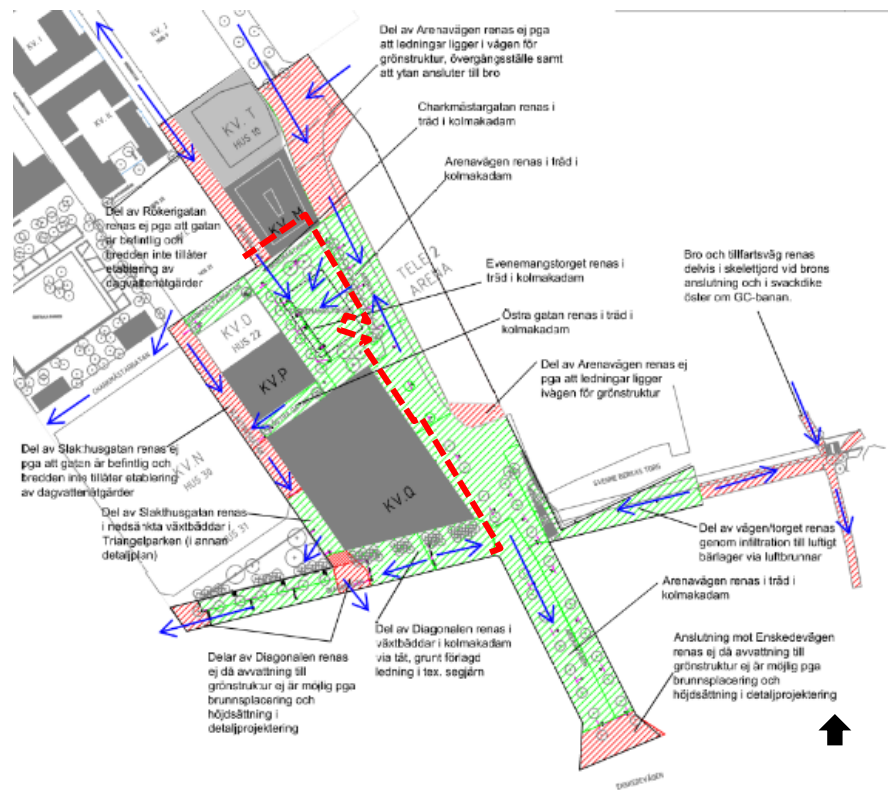 Del av Arenavägen renas ej pga
att ledningar ligger i vägen för
grönstruktur, övergångsställe samt
att ytan ansluter till bro
KV. I
KV. J
KV. T
HUS 10
Charkmästargatan renas i
träd i kolmakadam
Arenavägen renas i träd i
kolmakadam
KV. M
Del av Rökerigatan
renas ej pga att gatan
är befintlig och
bredden inte tillåter
etablering av
dagvattenåtgärder
TELE 2
ARENA
Evenemangstorget renas i
träd i kolmakadam
Bro och tillfartsväg renas
delvis i skelettjord vid brons
anslutning och i svackdike
öster om GC-banan.
KV.O
HUS 22
Östra gatan renas i träd i
kolmakadam
CHARKMÄSTARGATAN
KV.P
Del av Arenavägen renas ej
pga att ledningar ligger
ivägen för grönstruktur
Del av Slakthusgatan renas ej
pga att gatan är befintlig och
bredden inte tillåter etablering
av dagvattenåtgärder
KV.N
HUS 30
KV.Q
Del av Slakthusgatan renas
i nedsänkta växtbäddar i
Triangelparken (i annan
detaljplan)
HUS 31
Del av vägen/torget renas
genom infiltration till luftigt
bärlager via luftbrunnar
Arenavägen renas i träd i
kolmakadam
Del av Diagonalen renas i
växtbäddar i kolmakadam
via tät, grunt förlagd
ledning i tex. segjärn
Delar av Diagonalen renas
ej då avvattning till
grönstruktur ej är möjlig pga
brunnsplacering och
höjdsättning i
detaljprojektering
Anslutning mot Enskedevägen
renas ej då avvattning till
grönstruktur ej är möjlig pga
brunnsplacering och
höjdsättning i detaljprojektering
ENSKEDEVÄGEN